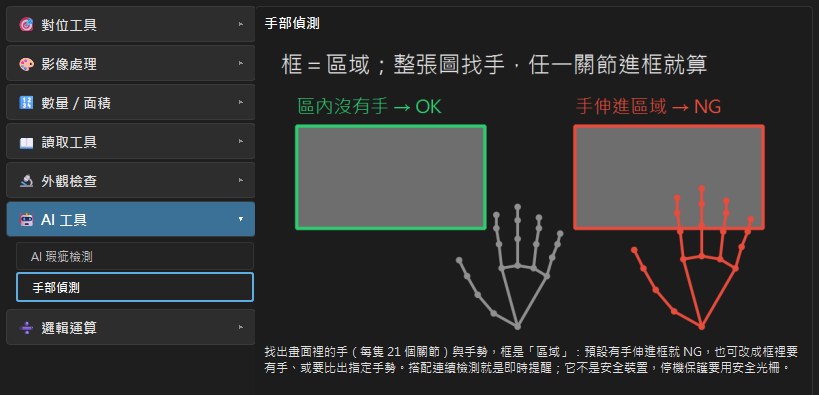 對位工具
影像處理
數量 / 面積
讀取工具
外觀檢查
AI 工具
AI 瑕疵檢測
手部偵測
邏輯運算
手部偵測
框 = 區域；整張圖找手，任一關節進框就算
區內沒有手 → OK
手伸進區域 → NG
找出畫面裡的手（每隻 21 個關節）與手勢，框是「區域」：預設有手伸進框就 NG，也可改成框裡要
有手、或要比出指定手勢。搭配連續檢測就是即時提醒；它不是安全裝置，停機保護要用安全光柵。